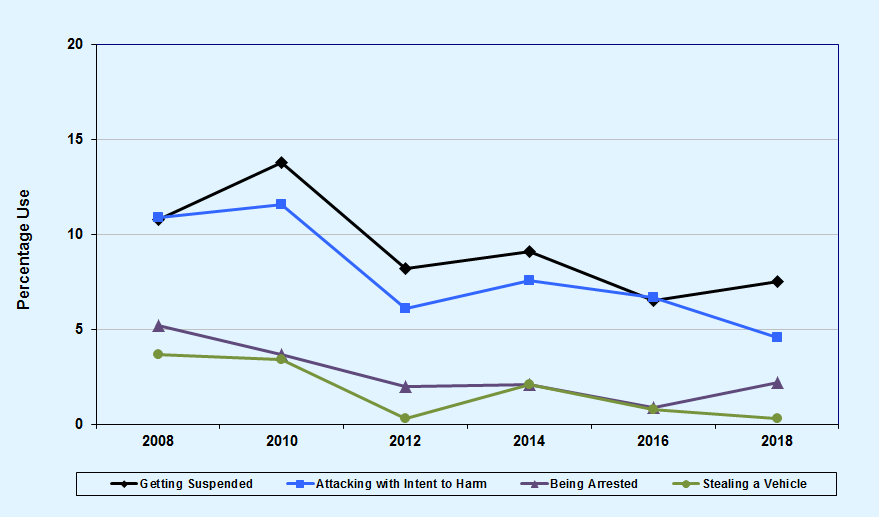 20
15
10
5
0
Percentage Use
2008 2010 2012 2014 2016 2018
Getting Suspended Attacking with Intent to Harm Being Arrested Stealing a Vehicle